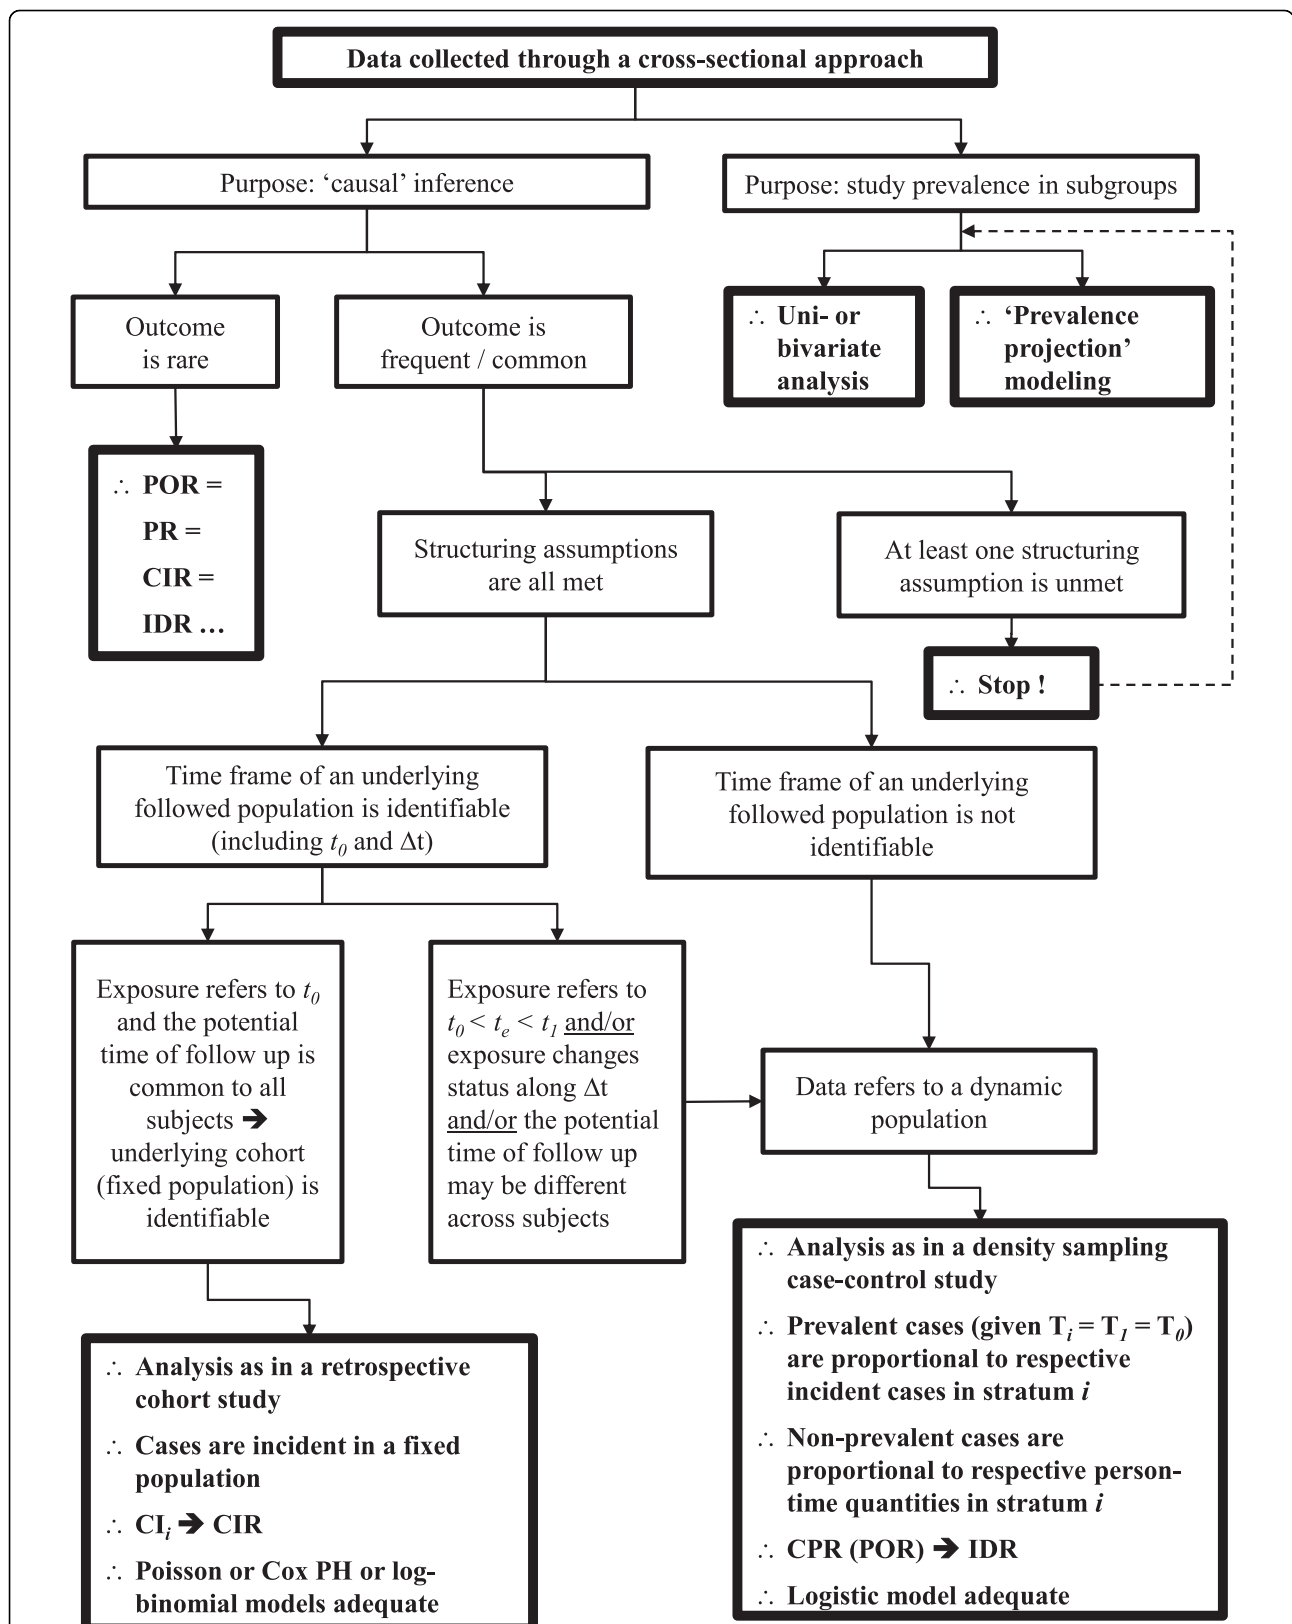 Data collected through a cross-sectional approach
Purpose: ‘causal’ inference
Purpose: study prevalence in subgroups
Outcome
is rare
Outcome is
frequent / common
∴ Uni- or
bivariate
analysis
∴ ‘Prevalence
projection’
modeling
∴ POR =
PR =
CIR =
IDR …
Structuring assumptions
are all met
At least one structuring
assumption is unmet
∴ Stop !
Time frame of an underlying
followed population is identifiable
(including t0 and Δt)
Time frame of an underlying
followed population is not
identifiable
Exposure refers to t0
and the potential
time of follow up is
common to all
subjects ➔
underlying cohort
(fixed population) is
identifiable
Exposure refers to
t0 < te < t1 and/or
exposure changes
status along Δt
and/or the potential
time of follow up
may be different
across subjects
Data refers to a dynamic
population
∴ Analysis as in a retrospective
cohort study
∴ Cases are incident in a fixed
population
∴ CIi ➔ CIR
∴ Poisson or Cox PH or log-
binomial models adequate
∴ Analysis as in a density sampling
case-control study
∴ Prevalent cases (given Ti = T1 = T0)
are proportional to respective
incident cases in stratum i
∴ Non-prevalent cases are
proportional to respective person-
time quantities in stratum i
∴ CPR (POR) ➔ IDR
∴ Logistic model adequate